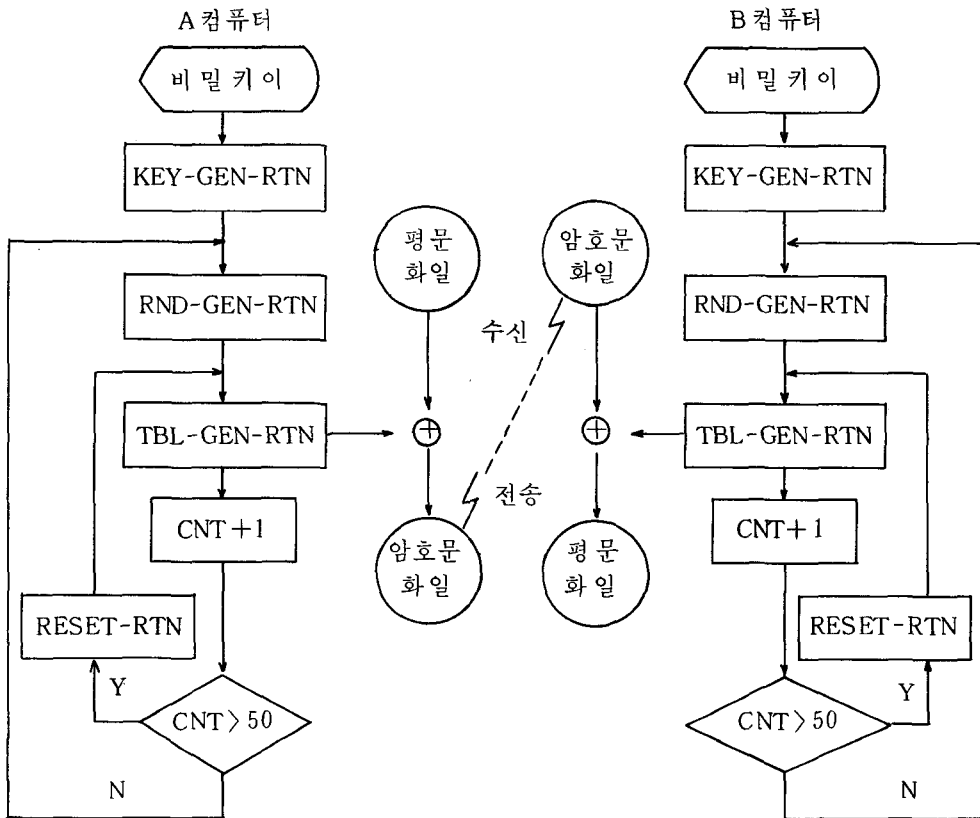 A 컴퓨터
비밀키이
KEY-GEN-RTN
RND-GEN-RTN
TBL-GEN-RTN
CNT+1
RESET-RTN
Y
CNT > 50
N
평문
화일
암호문
화일
전송
수신
암호문
화일
평문
화일
B 컴퓨터
비밀키이
KEY-GEN-RTN
RND-GEN-RTN
TBL-GEN-RTN
CNT+1
RESET-RTN
Y
CNT > 50
N